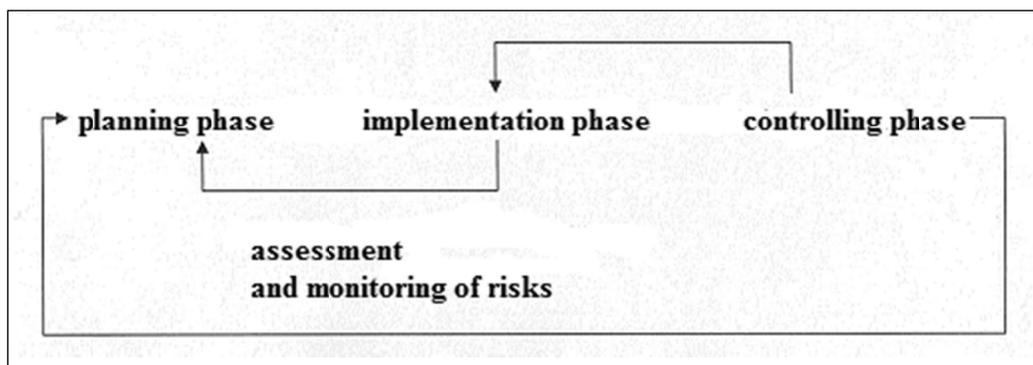 planning phase
implementation phase
controlling phase
assessment
and monitoring of risks